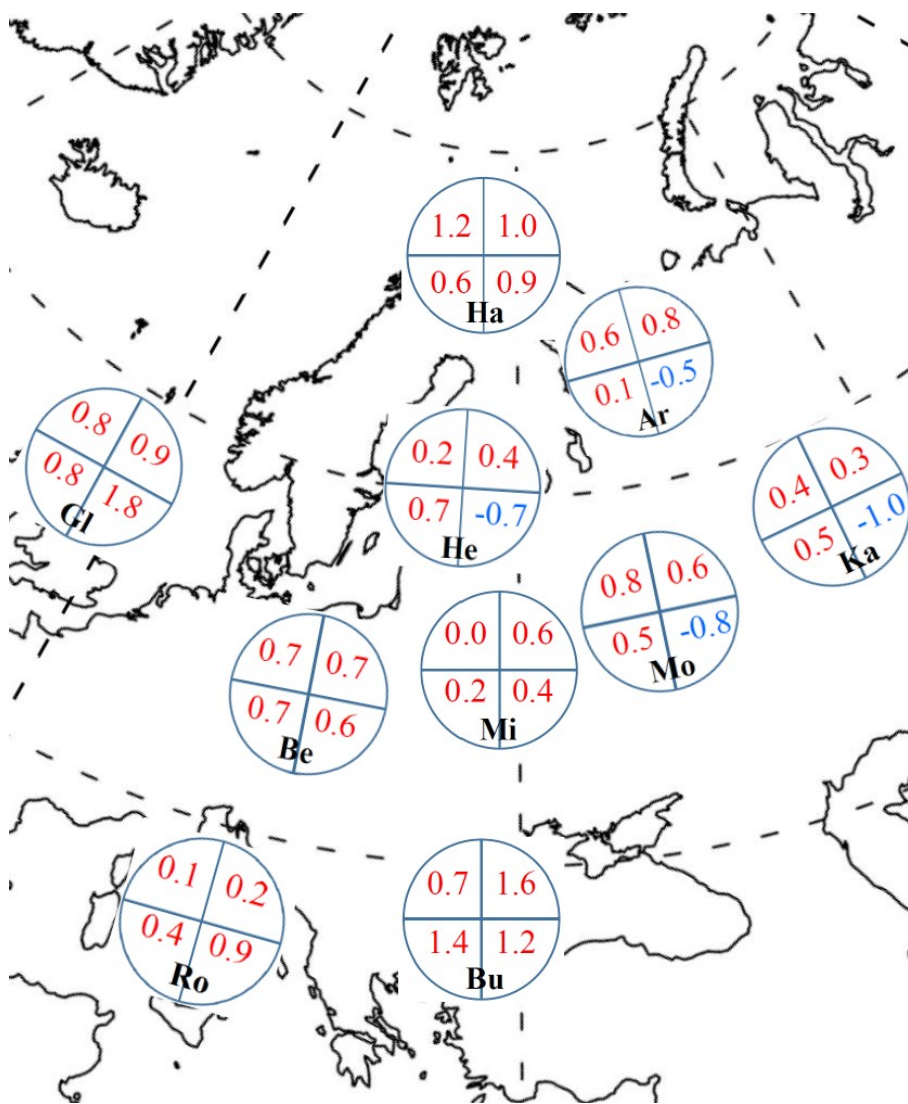 1.2 1.0
0.6 0.9
Ha
0.6 0.8
0.1 -0.5
Ar
0.8 0.9
0.8 1.8
Gl
0.2 0.4
0.7 -0.7
He
0.4 0.3
0.5 -1.0
Ka
0.8 0.6
0.5 -0.8
Mo
0.7 0.7
0.7 0.6
Be
0.0 0.6
0.2 0.4
Mi
0.1 0.2
0.4 0.9
Ro
0.7 1.6
1.4 1.2
Bu